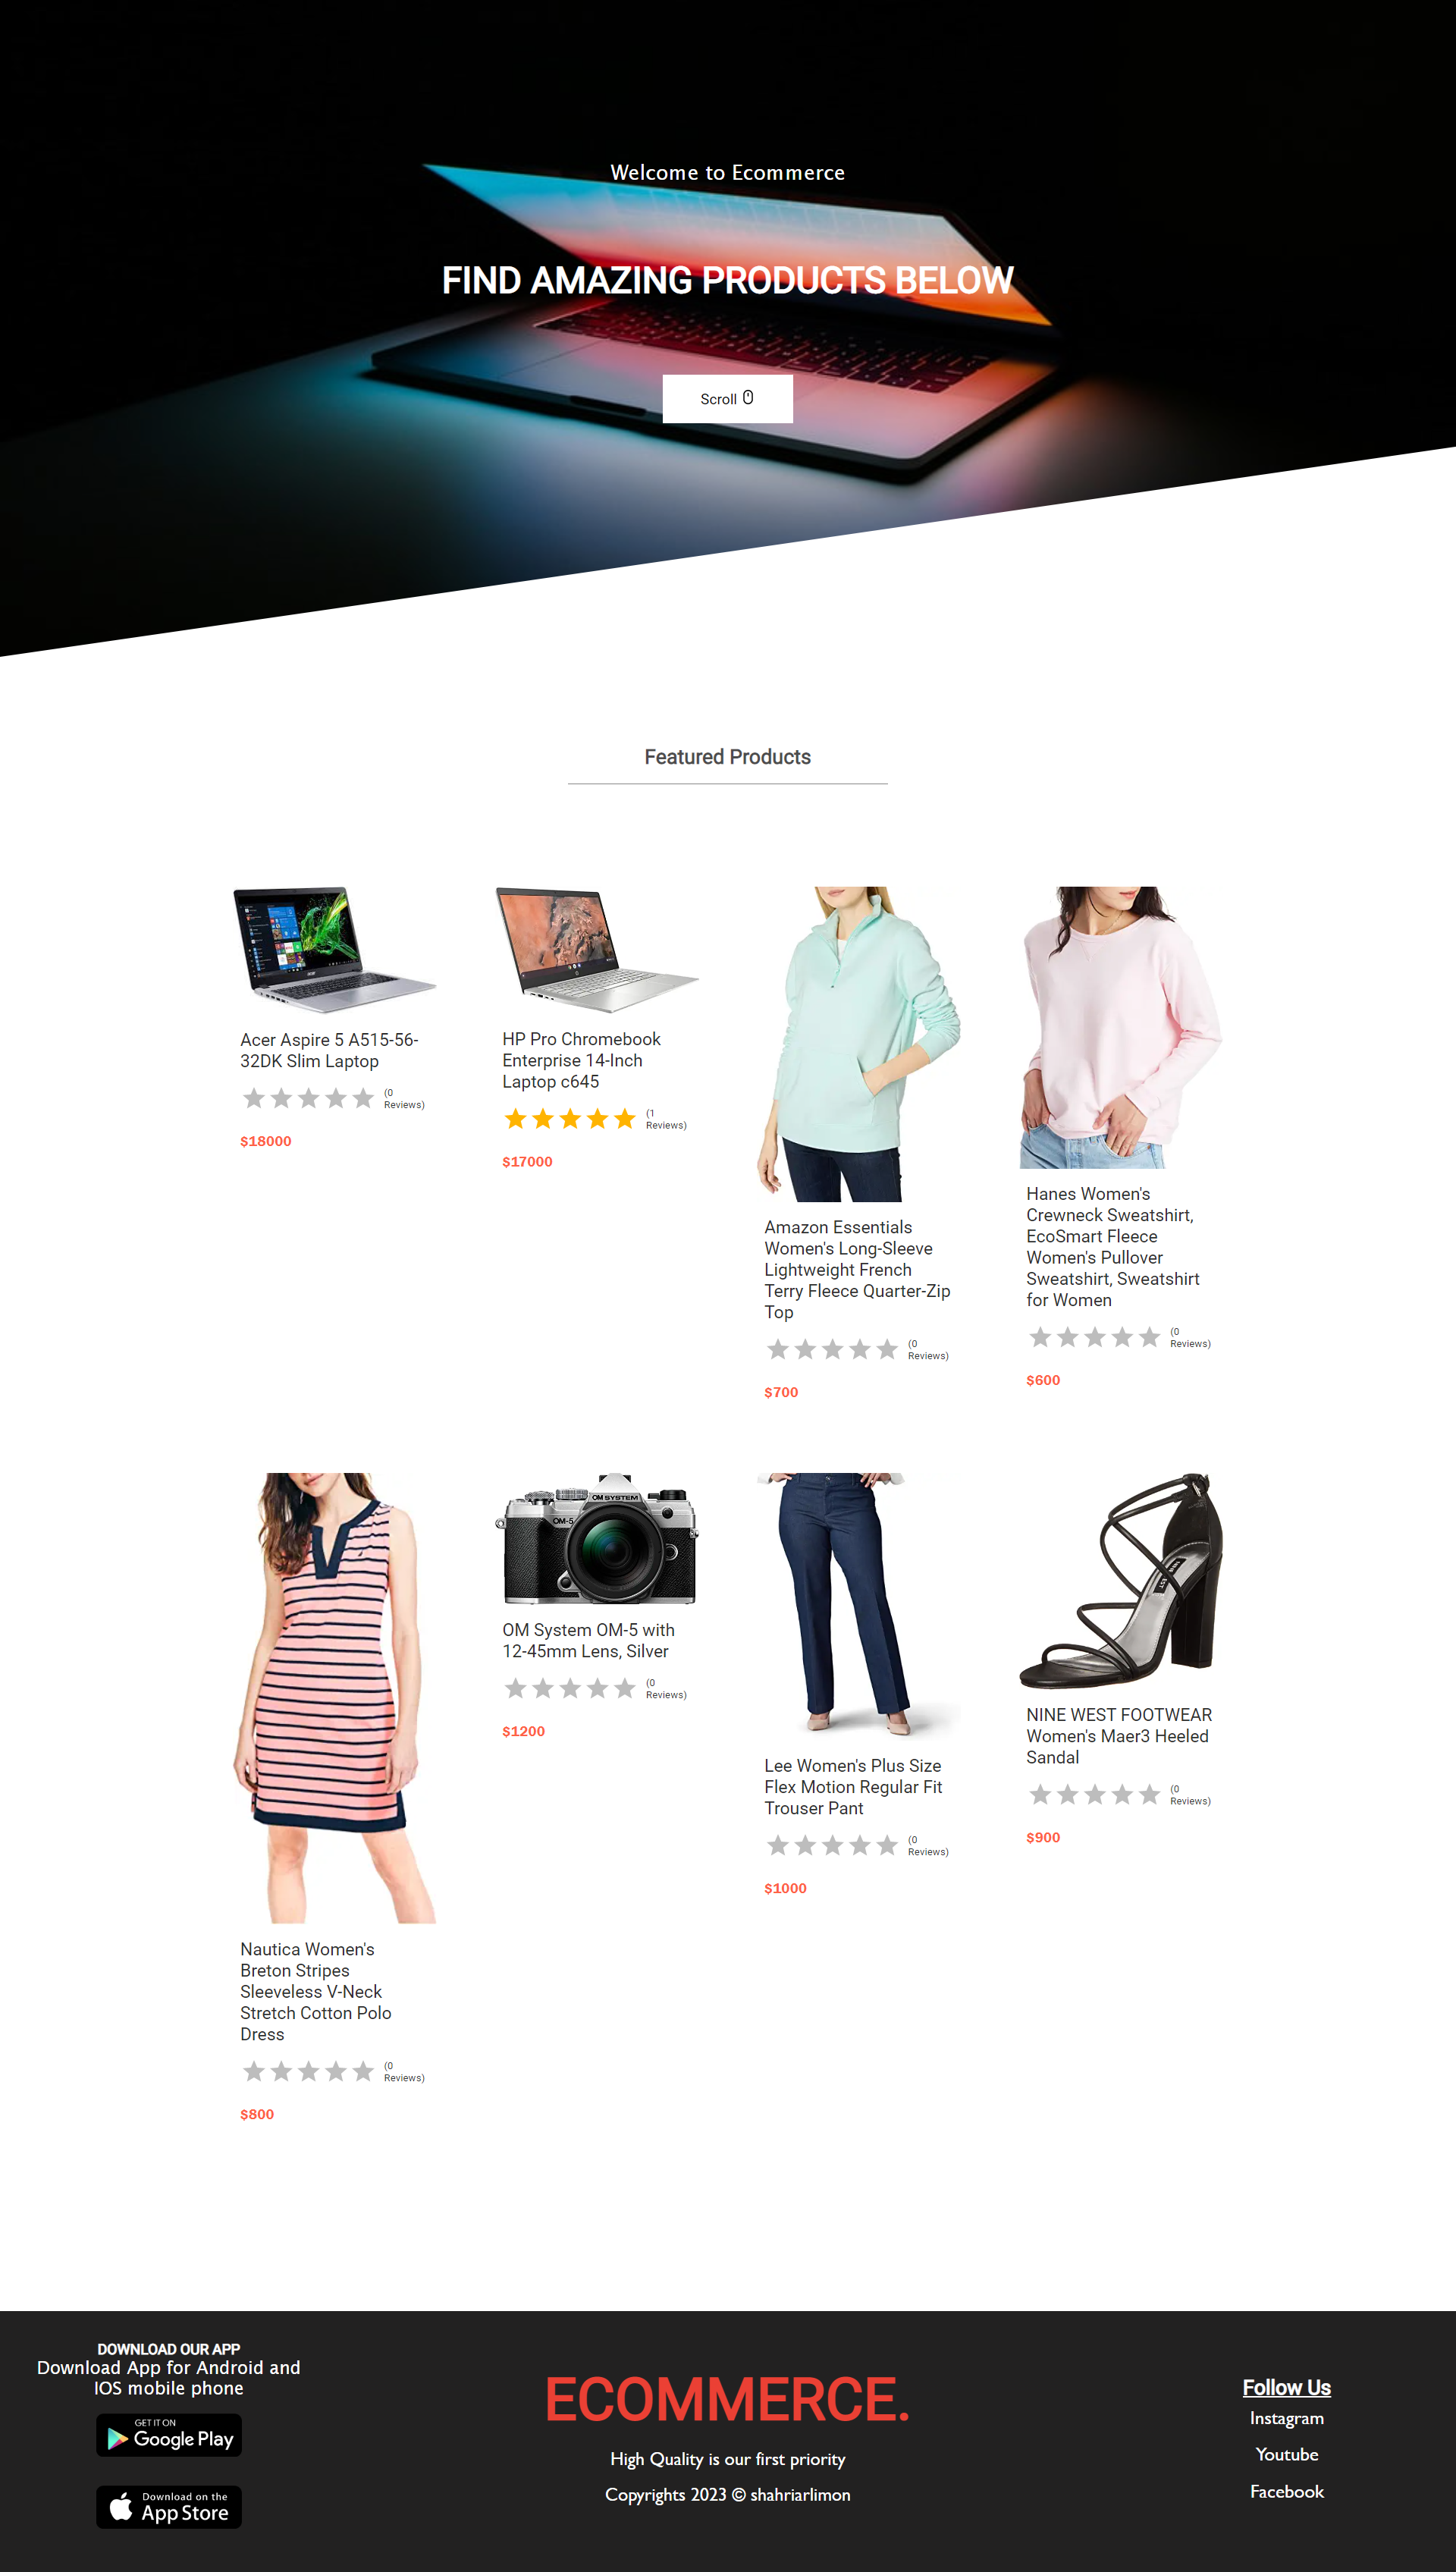 Welcome to Ecommerce
FIND AMAZING PRODUCTS BELOW
Scroll
Featured Products
Acer Aspire 5 A515-56-
32DK Slim Laptop
(0
Reviews)
$18000
HP Pro Chromebook
Enterprise 14-Inch
Laptop c645
(1
Reviews)
$17000
Amazon Essentials
Women's Long-Sleeve
Lightweight French
Terry Fleece Quarter-Zip
Top
(0
Reviews)
$700
Hanes Women's
Crewneck Sweatshirt,
EcoSmart Fleece
Women's Pullover
Sweatshirt, Sweatshirt
for Women
(0
Reviews)
$600
Nautica Women's
Breton Stripes
Sleeveless V-Neck
Stretch Cotton Polo
Dress
(0
Reviews)
$800
OM SYSTEM
OM-5
OM System OM-5 with
12-45mm Lens, Silver
(0
Reviews)
$1200
Lee Women's Plus Size
Flex Motion Regular Fit
Trouser Pant
(0
Reviews)
$1000
NINE WEST FOOTWEAR
Women's Maer3 Heeled
Sandal
(0
Reviews)
$900
DOWNLOAD OUR APP
Download App for Android and
IOS mobile phone
GET IT ON
Google Play
Download on the
App Store
ECOMMERCE.
High Quality is our first priority
Copyrights 2023 © shahriarlimon
Follow Us
Instagram
Youtube
Facebook